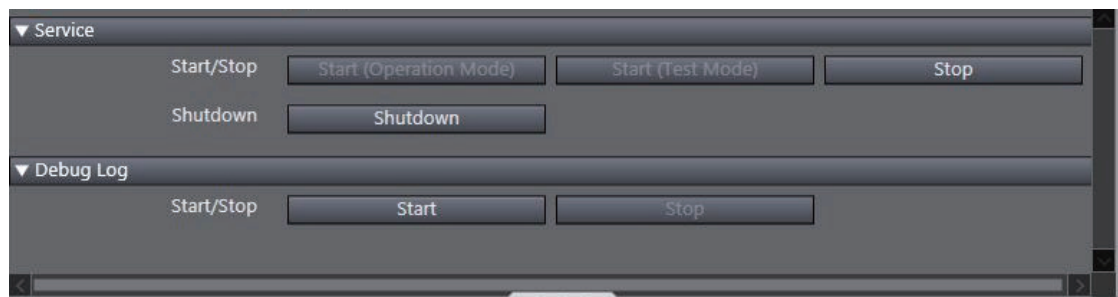 ▼ Service
Start/Stop Start (Operation Mode) Start (Test Mode) Stop
Shutdown Shutdown
▼ Debug Log
Start/Stop Start Stop